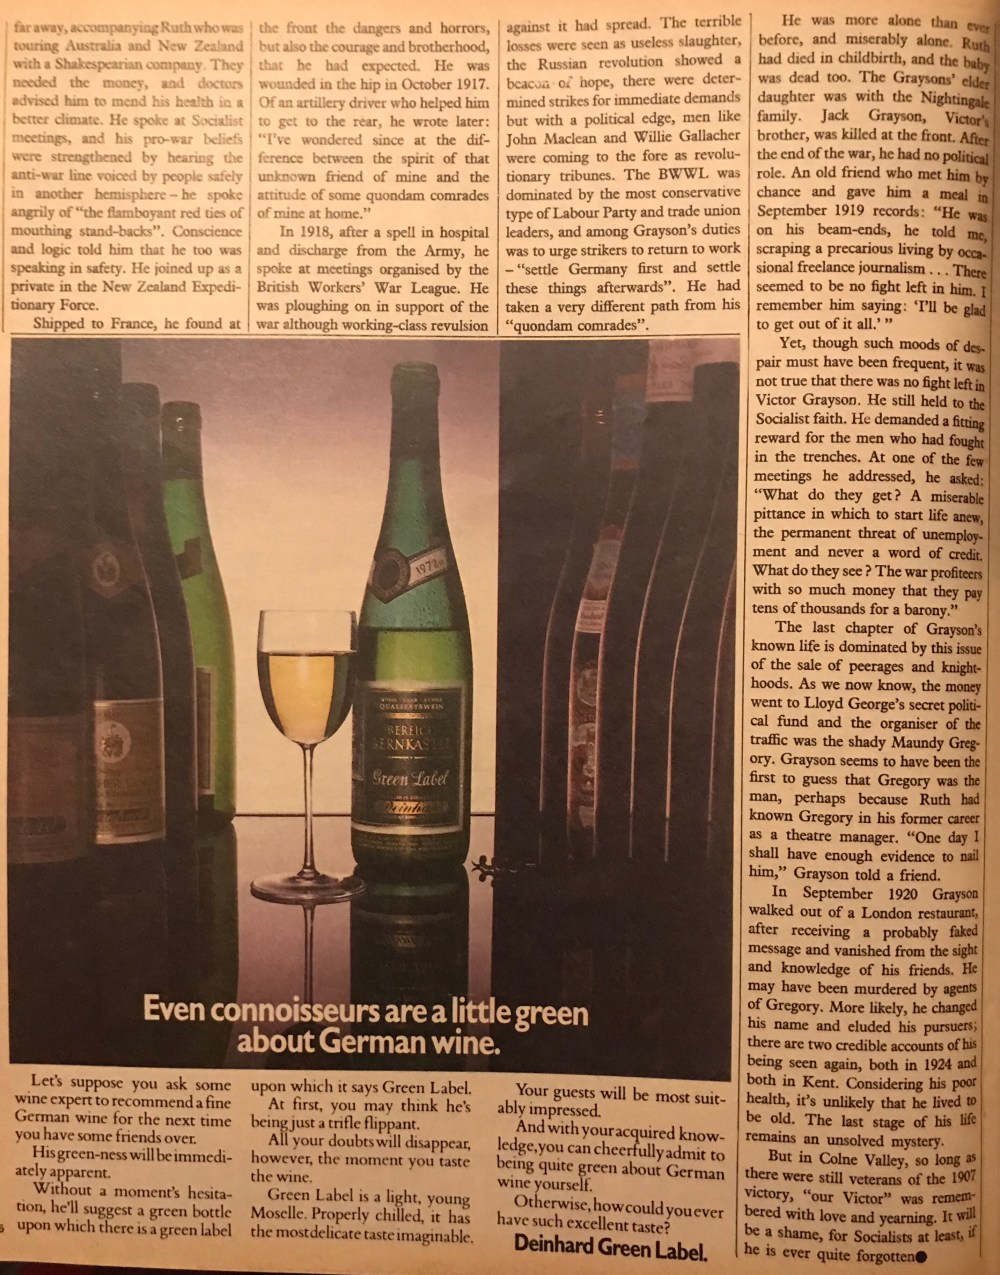 far away, accompanying Ruth who was
touring Australia and New Zealand
with a Shakespearian company. They
needed the money, and doctors
advised him to mend his health in a
better climate. He spoke at Socialist
meetings, and his pro-war beliefs
were strengthened by hearing the
anti-war line voiced by people safely
in another hemisphere – he spoke
angrily of "the flamboyant red ties of
mouthing stand-backs". Conscience
and logic told him that he too was
speaking in safety. He joined up as a
private in the New Zealand Expedi-
tionary Force.
Shipped to France, he found at
the front the dangers and horrors,
but also the courage and brotherhood,
that he had expected. He was
wounded in the hip in October 1917.
Of an artillery driver who helped him
to get to the rear, he wrote later:
"I've wondered since at the dif-
ference between the spirit of that
unknown friend of mine and the
attitude of some quondam comrades
of mine at home."
In 1918, after a spell in hospital
and discharge from the Army, he
spoke at meetings organised by the
British Workers' War League. He
was ploughing on in support of the
war although working-class revulsion
against it had spread. The terrible
losses were seen as useless slaughter,
the Russian revolution showed a
beacon of hope, there were deter-
mined strikes for immediate demands
but with a political edge, men like
John Maclean and Willie Gallacher
were coming to the fore as revolu-
tionary tribunes. The BWWL was
dominated by the most conservative
type of Labour Party and trade union
leaders, and among Grayson's duties
was to urge strikers to return to work
– "settle Germany first and settle
these things afterwards". He had
taken a very different path from his
"quondam comrades".
He was more alone than ever
before, and miserably alone. Ruth
had died in childbirth, and the baby
was dead too. The Graysons' elder
daughter was with the Nightingale
family. Jack Grayson, Victor's
brother, was killed at the front. After
the end of the war, he had no political
role. An old friend who met him by
chance and gave him a meal in
September 1919 records: "He was
on his beam-ends, he told me,
scraping a precarious living by occa-
sional freelance journalism . . . There
seemed to be no fight left in him. I
remember him saying: 'I'll be glad
to get out of it all.' "
Yet, though such moods of des-
pair must have been frequent, it was
not true that there was no fight left in
Victor Grayson. He still held to the
Socialist faith. He demanded a fitting
reward for the men who had fought
in the trenches. At one of the few
meetings he addressed, he asked:
"What do they get? A miserable
pittance in which to start life anew,
the permanent threat of unemploy-
ment and never a word of credit.
What do they see? The war profiteers
with so much money that they pay
tens of thousands for a barony."
The last chapter of Grayson's
known life is dominated by this issue
of the sale of peerages and knight-
hoods. As we now know, the money
went to Lloyd George's secret politi-
cal fund and the organiser of the
traffic was the shady Maundy Greg-
ory. Grayson seems to have been the
first to guess that Gregory was the
man, perhaps because Ruth had
known Gregory in his former career
as a theatre manager. "One day I
shall have enough evidence to nail
him," Grayson told a friend.
In September 1920 Grayson
walked out of a London restaurant,
after receiving a probably faked
message and vanished from the sight
and knowledge of his friends. He
may have been murdered by agents
of Gregory. More likely, he changed
his name and eluded his pursuers;
there are two credible accounts of his
being seen again, both in 1924 and
both in Kent. Considering his poor
health, it's unlikely that he lived to
be old. The last stage of his life
remains an unsolved mystery.
But in Colne Valley, so long as
there were still veterans of the 1907
victory, "our Victor" was remem-
bered with love and yearning. It will
be a shame, for Socialists at least, if
he is ever quite forgotten●
QUALITÄTSWEIN
BEREICH
BERNKASTEL
Green Label
Deinhard
Even connoisseurs are a little green
about German wine.
Let's suppose you ask some
wine expert to recommend a fine
German wine for the next time
you have some friends over.
His green-ness will be immedi-
ately apparent.
Without a moment's hesita-
tion, he'll suggest a green bottle
upon which there is a green label
upon which it says Green Label.
At first, you may think he's
being just a trifle flippant.
All your doubts will disappear,
however, the moment you taste
the wine.
Green Label is a light, young
Moselle. Properly chilled, it has
the most delicate taste imaginable.
Your guests will be most suit-
ably impressed.
And with your acquired know-
ledge, you can cheerfully admit to
being quite green about German
wine yourself.
Otherwise, how could you ever
have such excellent taste?
Deinhard Green Label.